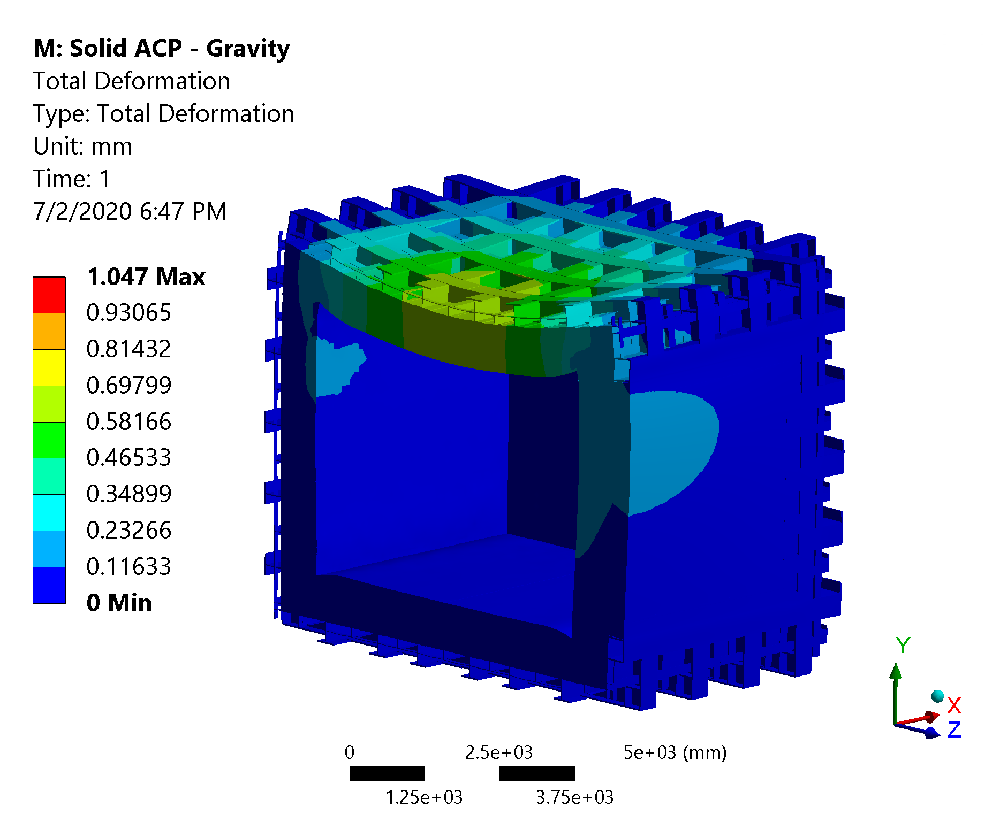 M: Solid ACP - Gravity
Total Deformation
Type: Total Deformation
Unit: mm
Time: 1
7/2/2020 6:47 PM
1.047 Max
0.93065
0.81432
0.69799
0.58166
0.46533
0.34899
0.23266
0.11633
0 Min
Y
X
Z
0 2.5e+03 5e+03 (mm)
1.25e+03 3.75e+03